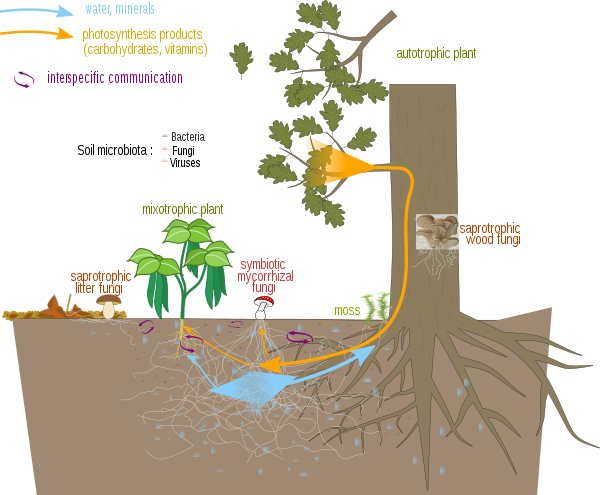 water, minerals
photosynthesis products
(carbohydrates, vitamins)
interspecific communication
autotrophic plant
Soil microbiota :
Bacteria
Fungi
Viruses
mixotrophic plant
saprotrophic
wood fungi
symbiotic
mycorrhizal
fungi
saprotrophic
litter fungi
moss